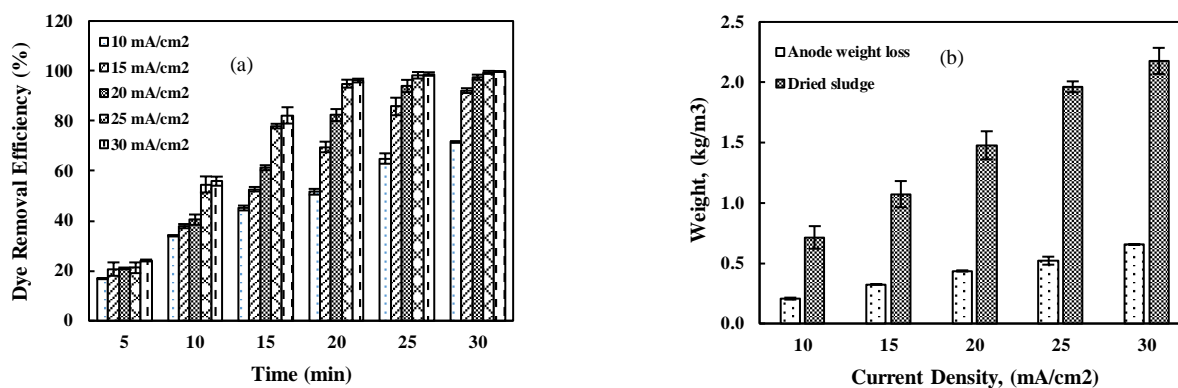 120
100
80
60
40
20
0
Dye Removal Efficiency (%)
10 mA/cm2
15 mA/cm2
20 mA/cm2
25 mA/cm2
30 mA/cm2
(a)
5 10 15 20 25 30
Time (min)
2.5
2.0
1.5
1.0
0.5
0.0
Weight, (kg/m3)
Anode weight loss
Dried sludge
(b)
10 15 20 25 30
Current Density, (mA/cm2)